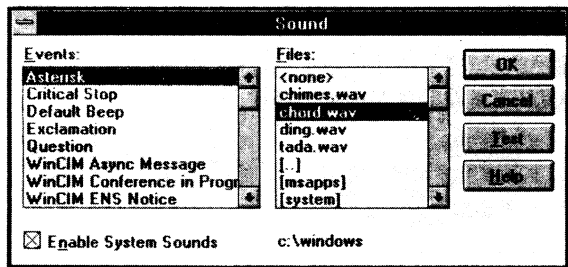 Sound
Events:
Asterisk
Critical Stop
Default Beep
Exclamation
Question
WinCIM Async Message
WinCIM Conference in Progr
WinCIM ENS Notice
Files:
<none>
chimes.wav
chord.wav
ding.wav
tada.wav
[..]
[msapps]
[system]
OK
Cancel
Test
Help
Enable System Sounds
c:\windows